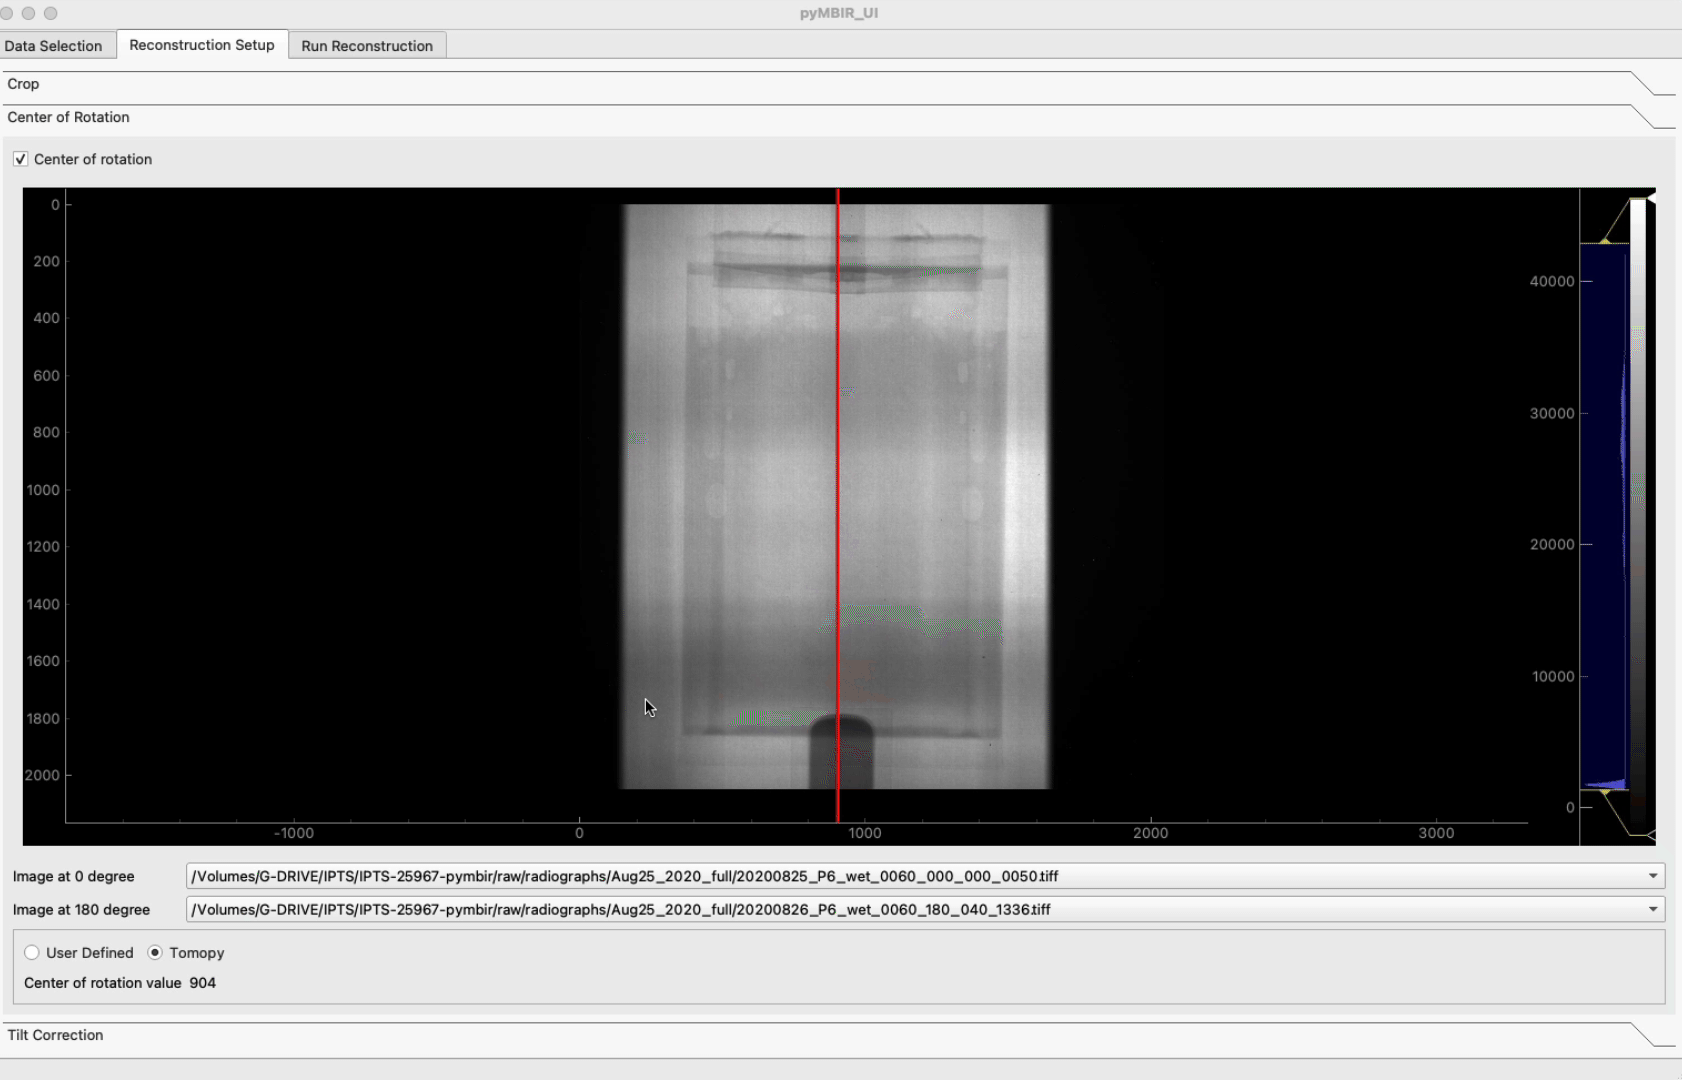 pyMBIR_UI
Data Selection
Reconstruction Setup
Run Reconstruction
Crop
Center of Rotation
Center of rotation
0
200
400
600
800
1000
1200
1400
1600
1800
2000
-1000
0
1000
2000
3000
40000
30000
20000
10000
0
Image at 0 degree
/Volumes/G-DRIVE/IPTS/IPTS-25967-pymbir/raw/radiographs/Aug25_2020_full/20200825_P6_wet_0060_000_000_0050.tiff
Image at 180 degree
/Volumes/G-DRIVE/IPTS/IPTS-25967-pymbir/raw/radiographs/Aug25_2020_full/20200826_P6_wet_0060_180_040_1336.tiff
User Defined
Tomopy
Center of rotation value 904
Tilt Correction